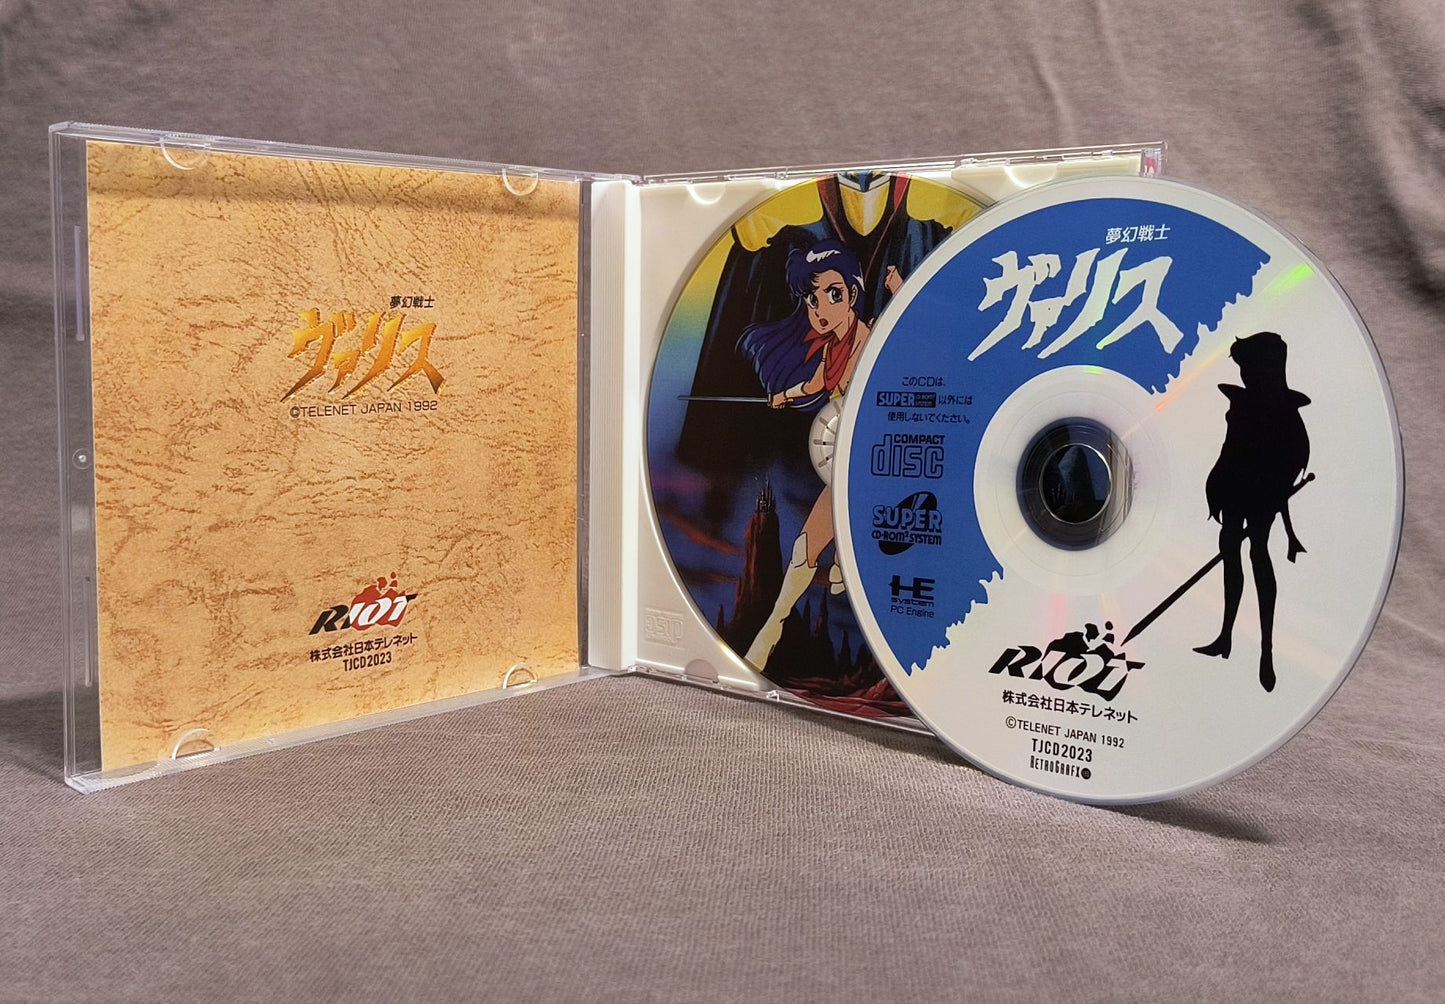 夢幻戦士
ヴァリス
©TELENET JAPAN 1992
RIOT
株式会社日本テレネット
TJCD2023
disc
夢幻戦士
ヴァリス
このCDは、
SUPER CD-ROM² SYSTEM 以外には
使用しないでください。
COMPACT
disc
SUPER
CD-ROM² SYSTEM
HE
system
PC Engine
RIOT
株式会社日本テレネット
©TELENET JAPAN 1992
TJCD2023
RETROGRAFX